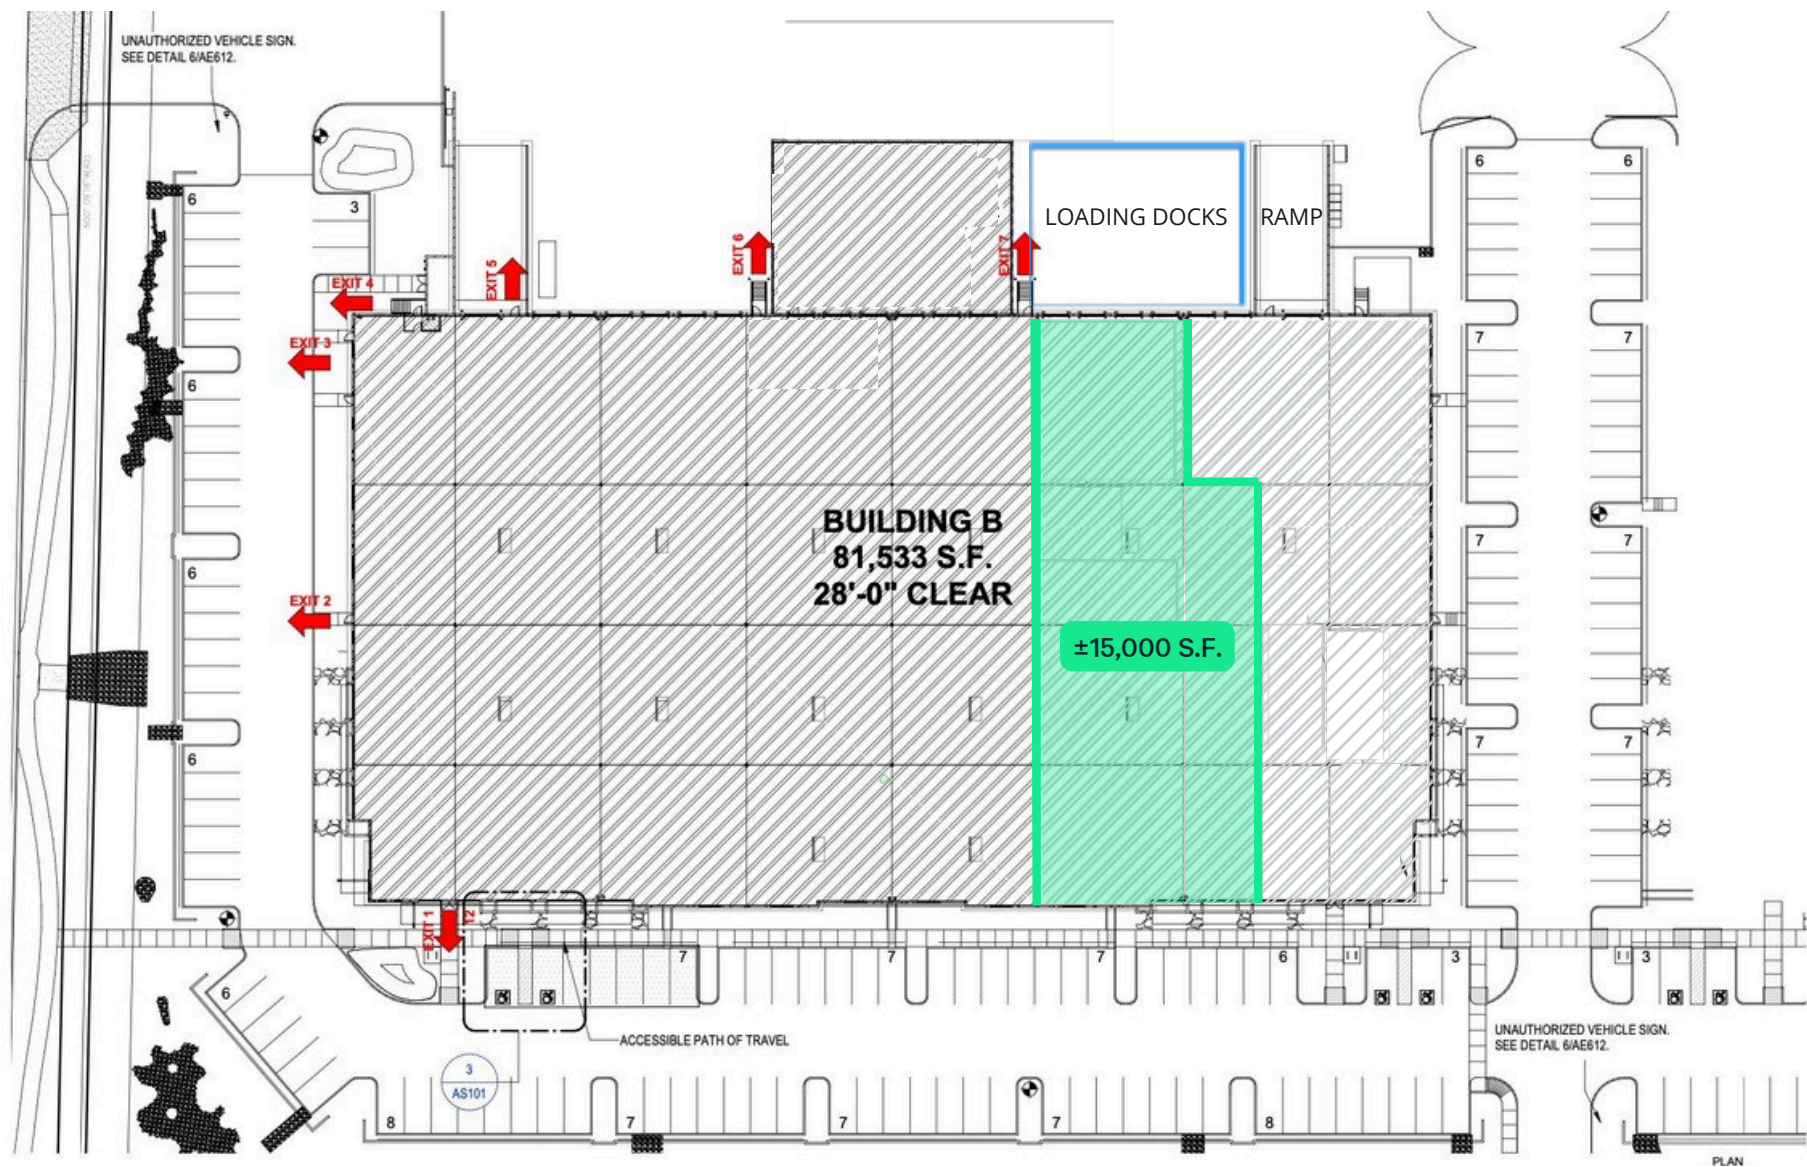 UNAUTHORIZED VEHICLE SIGN.
SEE DETAIL 6/AE612.
6
3
6
6
6
6
6
7
7
7
6
7
7
7
LOADING DOCKS
RAMP
EXIT 7
EXIT 6
EXIT 5
EXIT 4
EXIT 3
EXIT 2
BUILDING B
81,533 S.F.
28'-0" CLEAR
±15,000 S.F.
EXIT 1
12
7
7
7
6
3
3
ACCESSIBLE PATH OF TRAVEL
UNAUTHORIZED VEHICLE SIGN.
SEE DETAIL 6/AE612.
3
AS101
8
7
7
7
8
PLAN